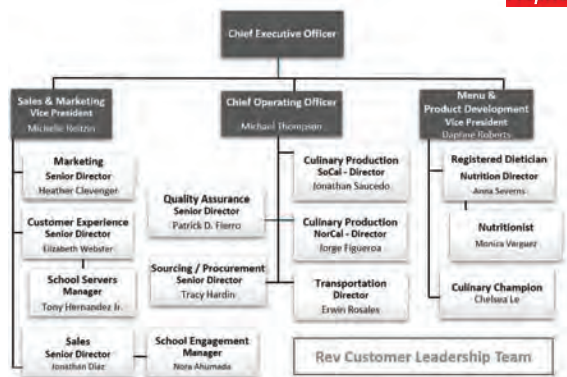 Chief Executive Officer
Sales & Marketing
Vice President
Michelle
Chief Operating Officer
Michael Thompson
Menu &
Product Development
Vice President
Daphne Roberts
Marketing
Senior Director
Heather Clevenger
Customer Experience
Senior Director
Elizabeth Webster
School Servers
Manager
Tony Hernandez Jr.
Sales
Senior Director
Jonathan Diaz
School Engagement
Manager
Nora Ahumada
Quality Assurance
Senior Director
Patrick D. Fierro
Sourcing / Procurement
Senior Director
Tracy Hardin
Culinary Production
SoCal - Director
Jonathan Saucedo
Culinary Production
NorCal - Director
Jorge Figueroa
Transportation
Director
Erwin Rosales
Registered Dietician
Nutrition Director
Anna Severns
Nutritionist
Monica
Culinary Champion
Chelsea Le
Rev Customer Leadership Team